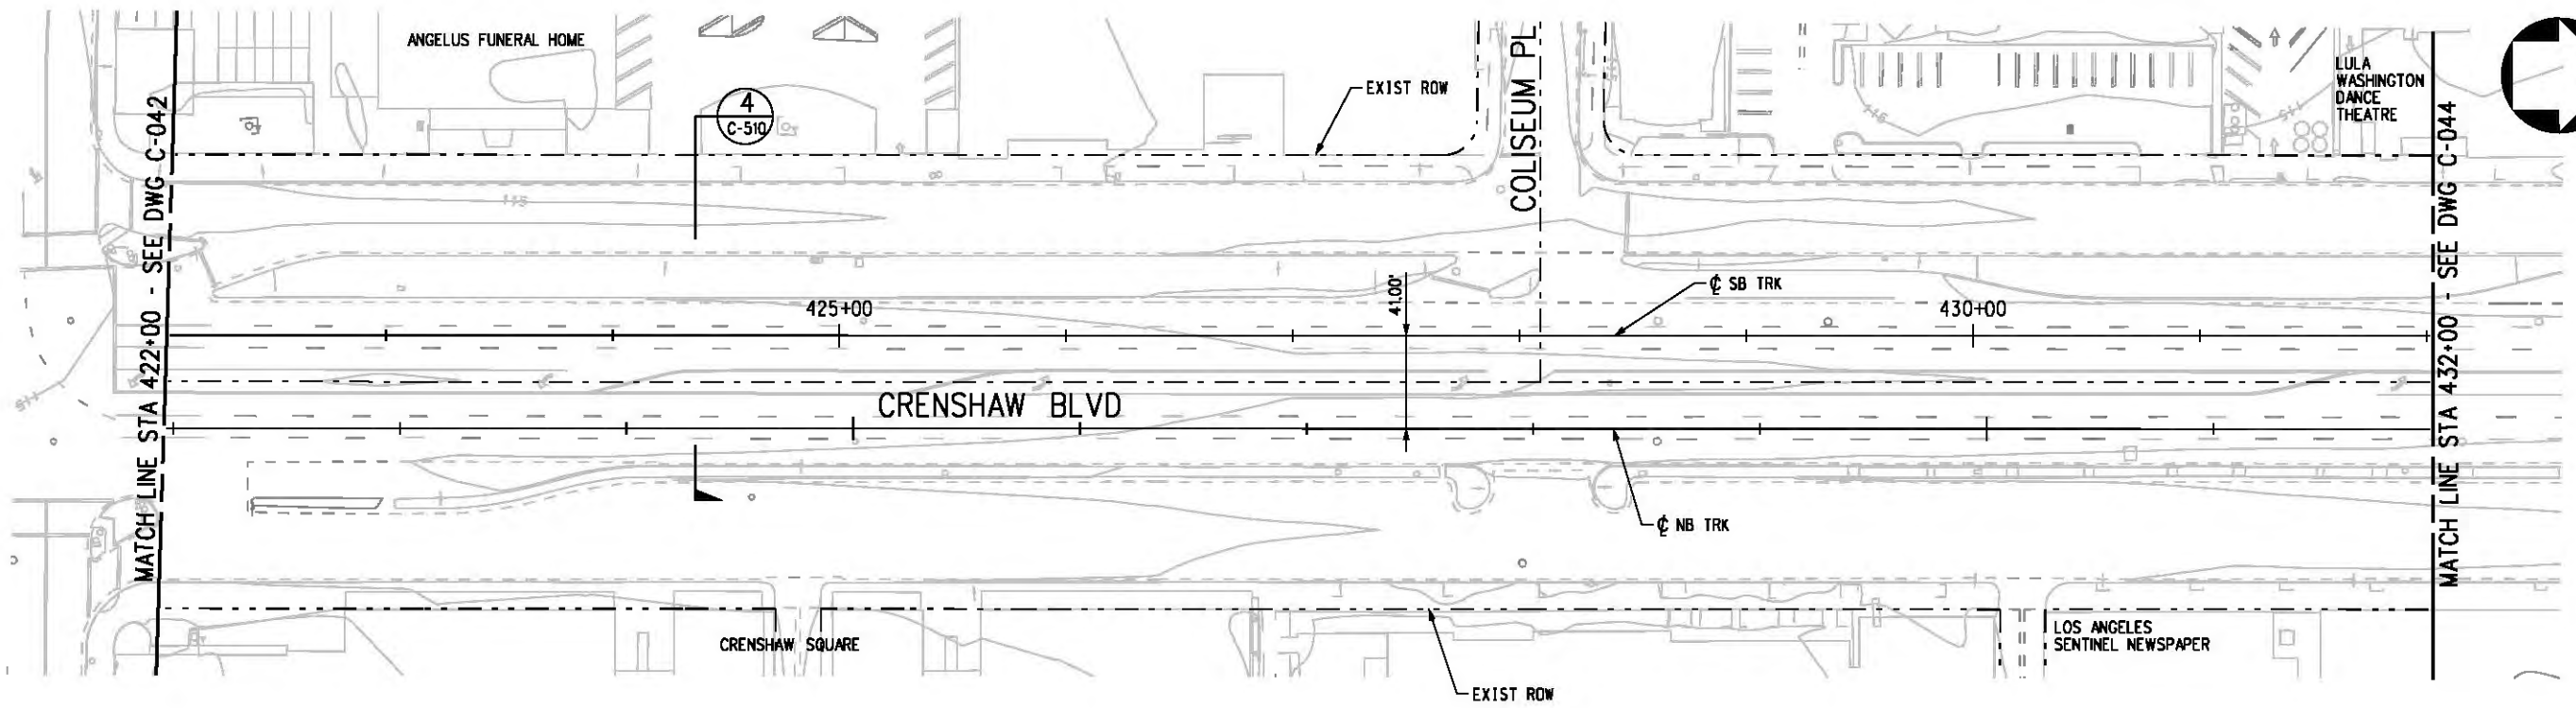 ANGELUS FUNERAL HOME
4
C-510
EXIST ROW
COLISEUM PL
LULA
WASHINGTON
DANCE
THEATRE
MATCH LINE STA 422+00 - SEE DWG C-042
115
115
425+00
41.00'
℄ SB TRK
430+00
CRENSHAW BLVD
℄ NB TRK
MATCH LINE STA 432+00 - SEE DWG C-044
CRENSHAW SQUARE
EXIST ROW
LOS ANGELES
SENTINEL NEWSPAPER